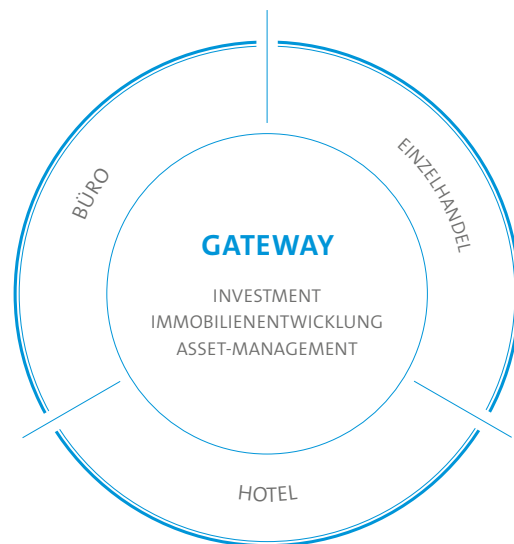 BÜRO
EINZELHANDEL
GATEWAY
INVESTMENT
IMMOBILIENENTWICKLUNG
ASSET-MANAGEMENT
HOTEL